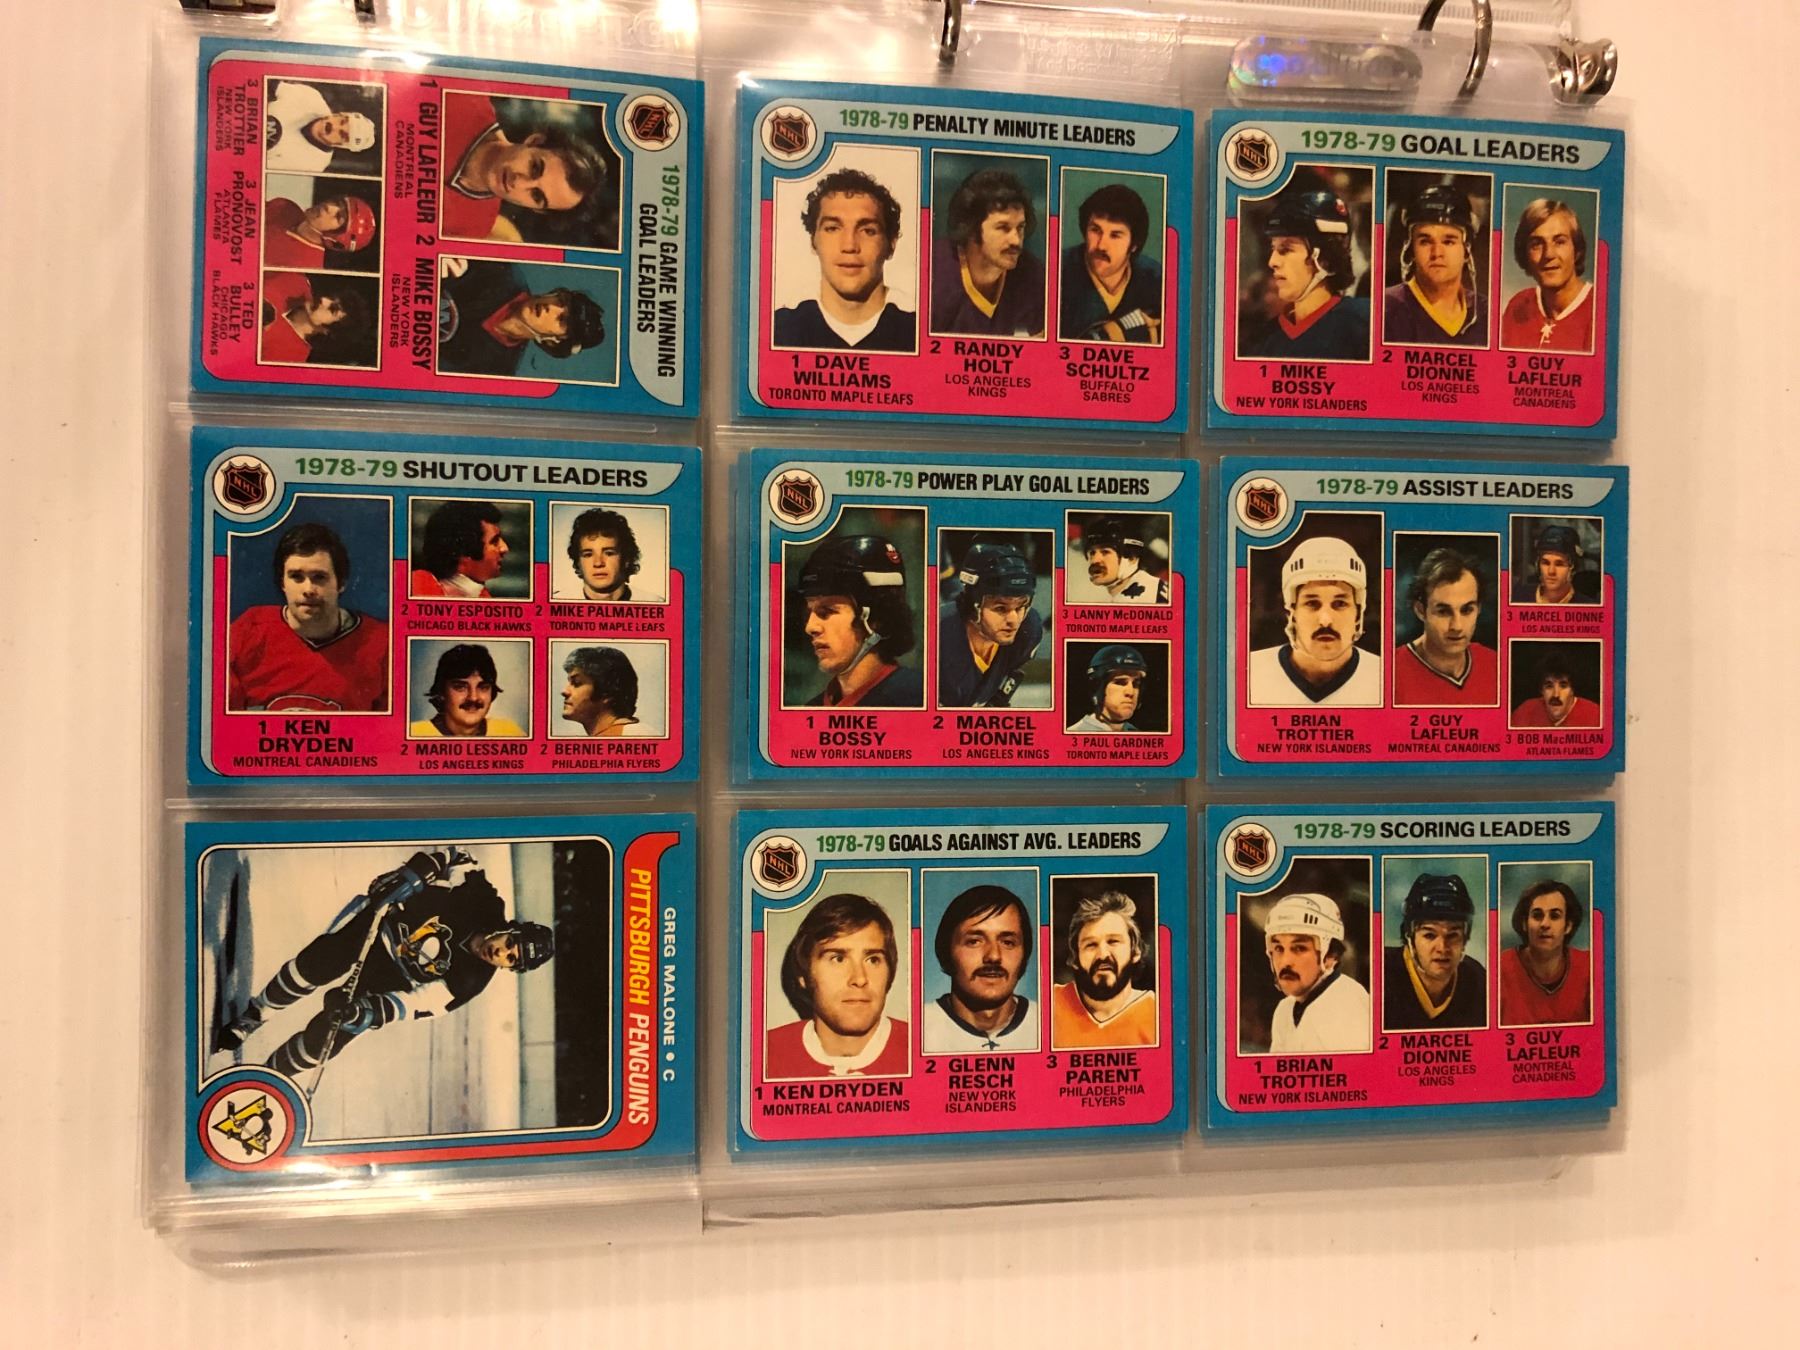 1978-79 GAME WINNING
GOAL LEADERS
1 GUY LAFLEUR
MONTREAL
CANADIENS
2 MIKE BOSSY
NEW YORK
ISLANDERS
3 BRIAN
TROTTIER
NEW YORK
ISLANDERS
3 JEAN
PRONOVOST
ATLANTA
FLAMES
3 TED
BULLEY
CHICAGO
BLACK HAWKS
NHL
1978-79 PENALTY MINUTE LEADERS
1 DAVE
WILLIAMS
TORONTO MAPLE LEAFS
2 RANDY
HOLT
LOS ANGELES
KINGS
3 DAVE
SCHULTZ
BUFFALO
SABRES
NHL
1978-79 GOAL LEADERS
1 MIKE
BOSSY
NEW YORK ISLANDERS
2 MARCEL
DIONNE
LOS ANGELES
KINGS
3 GUY
LAFLEUR
MONTREAL
CANADIENS
NHL
1978-79 SHUTOUT LEADERS
1 KEN
DRYDEN
MONTREAL CANADIENS
2 TONY ESPOSITO
CHICAGO BLACK HAWKS
2 MIKE PALMATEER
TORONTO MAPLE LEAFS
2 MARIO LESSARD
LOS ANGELES KINGS
2 BERNIE PARENT
PHILADELPHIA FLYERS
NHL
1978-79 POWER PLAY GOAL LEADERS
1 MIKE
BOSSY
NEW YORK ISLANDERS
2 MARCEL
DIONNE
LOS ANGELES KINGS
3 LANNY McDONALD
TORONTO MAPLE LEAFS
3 PAUL GARDNER
TORONTO MAPLE LEAFS
NHL
1978-79 ASSIST LEADERS
1 BRIAN
TROTTIER
NEW YORK ISLANDERS
2 GUY
LAFLEUR
MONTREAL CANADIENS
3 MARCEL DIONNE
LOS ANGELES KINGS
3 BOB MacMILLAN
ATLANTA FLAMES
GREG MALONE • C
PITTSBURGH PENGUINS
NHL
1978-79 GOALS AGAINST AVG. LEADERS
1 KEN DRYDEN
MONTREAL CANADIENS
2 GLENN
RESCH
NEW YORK
ISLANDERS
3 BERNIE
PARENT
PHILADELPHIA
FLYERS
NHL
1978-79 SCORING LEADERS
1 BRIAN
TROTTIER
NEW YORK ISLANDERS
2 MARCEL
DIONNE
LOS ANGELES
KINGS
3 GUY
LAFLEUR
MONTREAL
CANADIENS